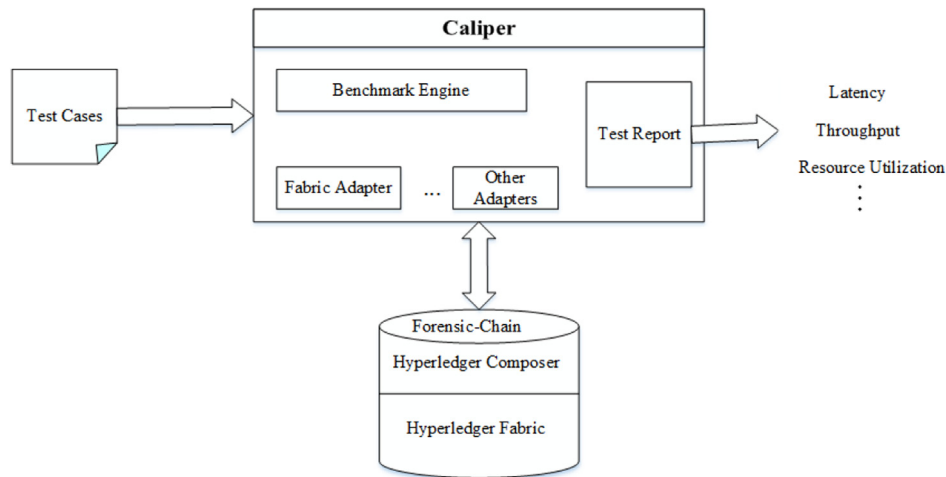 Caliper
Test Cases
Benchmark Engine
Test Report
Fabric Adapter
...
Other
Adapters
Latency
Throughput
Resource Utilization
Forensic-Chain
Hyperledger Composer
Hyperledger Fabric